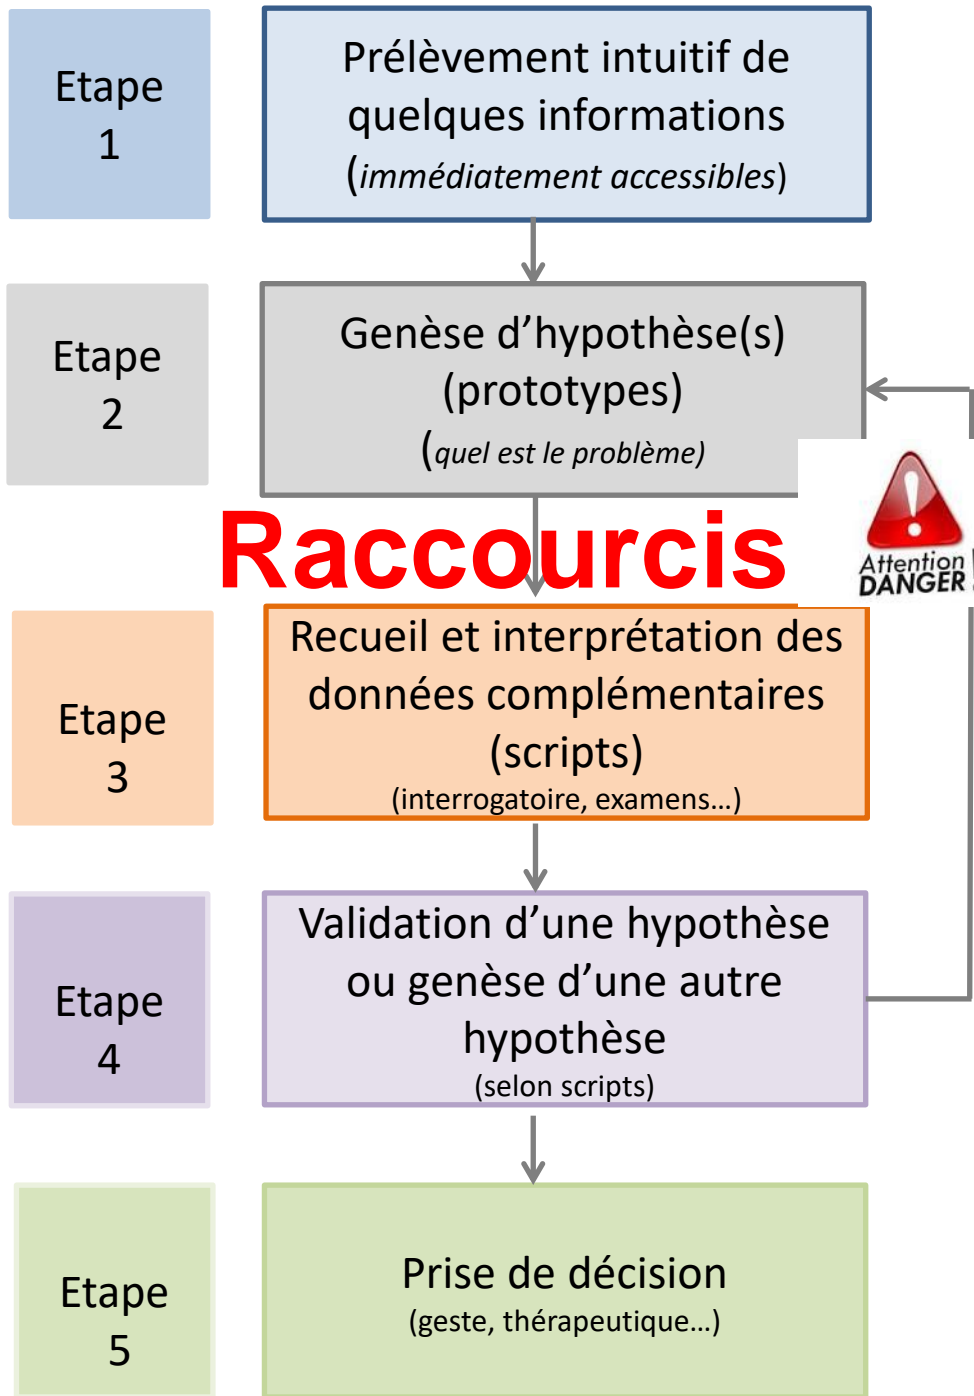 Etape
1
Prélèvement intuitif de
quelques informations
(immédiatement accessibles)
Etape
2
Genèse d’hypothèse(s)
(prototypes)
(quel est le problème)
Raccourcis
Attention
DANGER !
Etape
3
Recueil et interprétation des
données complémentaires
(scripts)
(interrogatoire, examens…)
Etape
4
Validation d’une hypothèse
ou genèse d’une autre
hypothèse
(selon scripts)
Etape
5
Prise de décision
(geste, thérapeutique…)